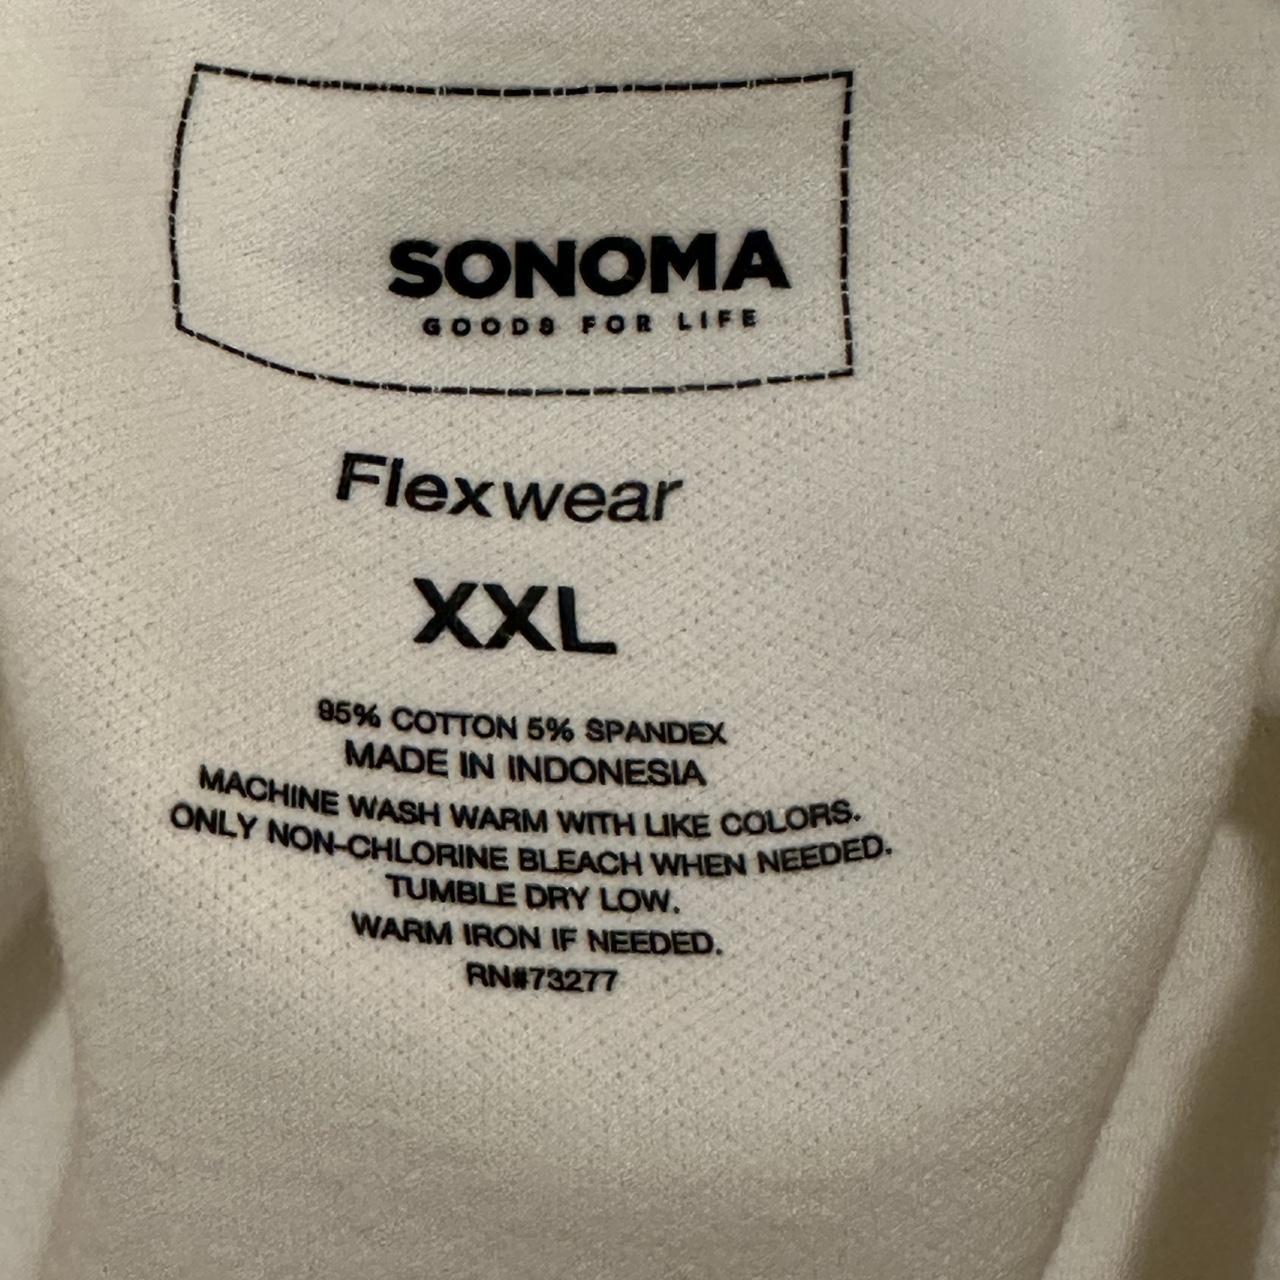 SONOMA
GOODS FOR LIFE
Flexwear
XXL
95% COTTON 5% SPANDEX
MADE IN INDONESIA
MACHINE WASH WARM WITH LIKE COLORS.
ONLY NON-CHLORINE BLEACH WHEN NEEDED.
TUMBLE DRY LOW.
WARM IRON IF NEEDED.
RN#73277